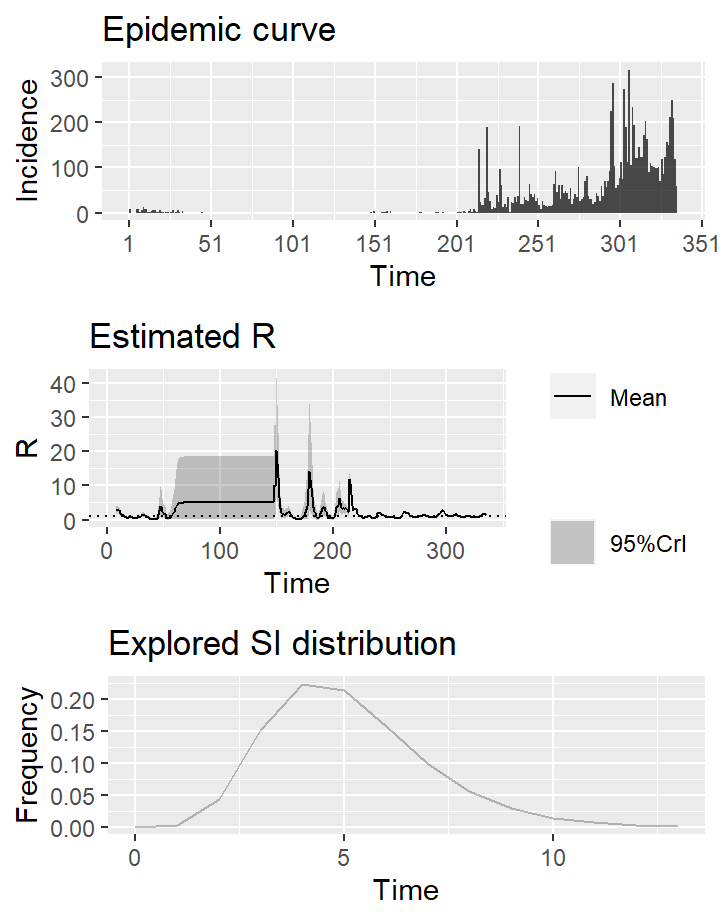 Epidemic curve
Incidence
300
200
100
0
1 51 101 151 201 251 301 351
Time
Estimated R
R
40
30
20
10
0
0 100 200 300
Time
Mean
95%CrI
Explored SI distribution
Frequency
0.20
0.15
0.10
0.05
0.00
0 5 10
Time